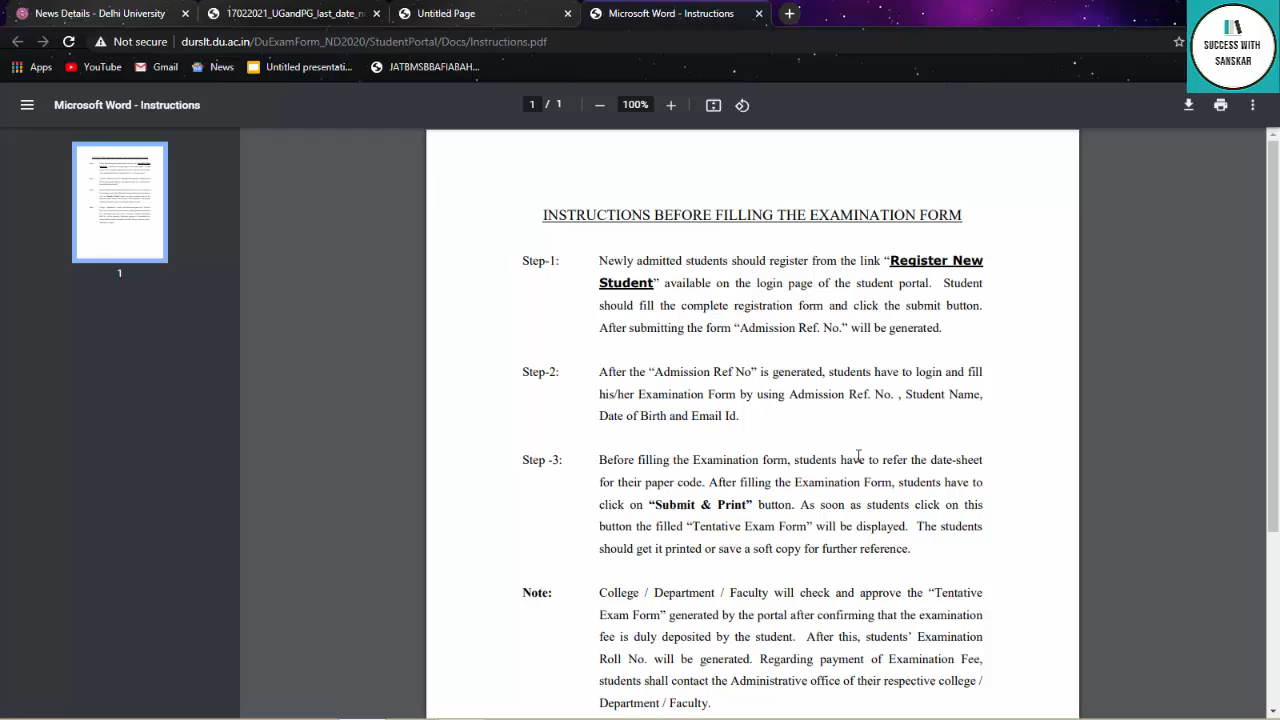 News Details - Delhi University
17022021_UGandPG_last_date_n
Untitled Page
Microsoft Word - Instructions
Not secure
durslt.du.ac.in/DuExamForm_ND2020/StudentPortal/Docs/Instructions.pdf
SUCCESS WITH
SANSKAR
Apps
YouTube
Gmail
News
Untitled presentati...
JATBMSBBAFIABAH...
Microsoft Word - Instructions
1 / 1
100%
1
INSTRUCTIONS BEFORE FILLING THE EXAMINATION FORM
Step-1: Newly admitted students should register from the link “Register New
Student” available on the login page of the student portal. Student
should fill the complete registration form and click the submit button.
After submitting the form “Admission Ref. No.” will be generated.
Step-2: After the “Admission Ref No” is generated, students have to login and fill
his/her Examination Form by using Admission Ref. No. , Student Name,
Date of Birth and Email Id.
Step -3: Before filling the Examination form, students have to refer the date-sheet
for their paper code. After filling the Examination Form, students have to
click on “Submit & Print” button. As soon as students click on this
button the filled “Tentative Exam Form” will be displayed. The students
should get it printed or save a soft copy for further reference.
Note: College / Department / Faculty will check and approve the “Tentative
Exam Form” generated by the portal after confirming that the examination
fee is duly deposited by the student. After this, students’ Examination
Roll No. will be generated. Regarding payment of Examination Fee,
students shall contact the Administrative office of their respective college /
Department / Faculty.